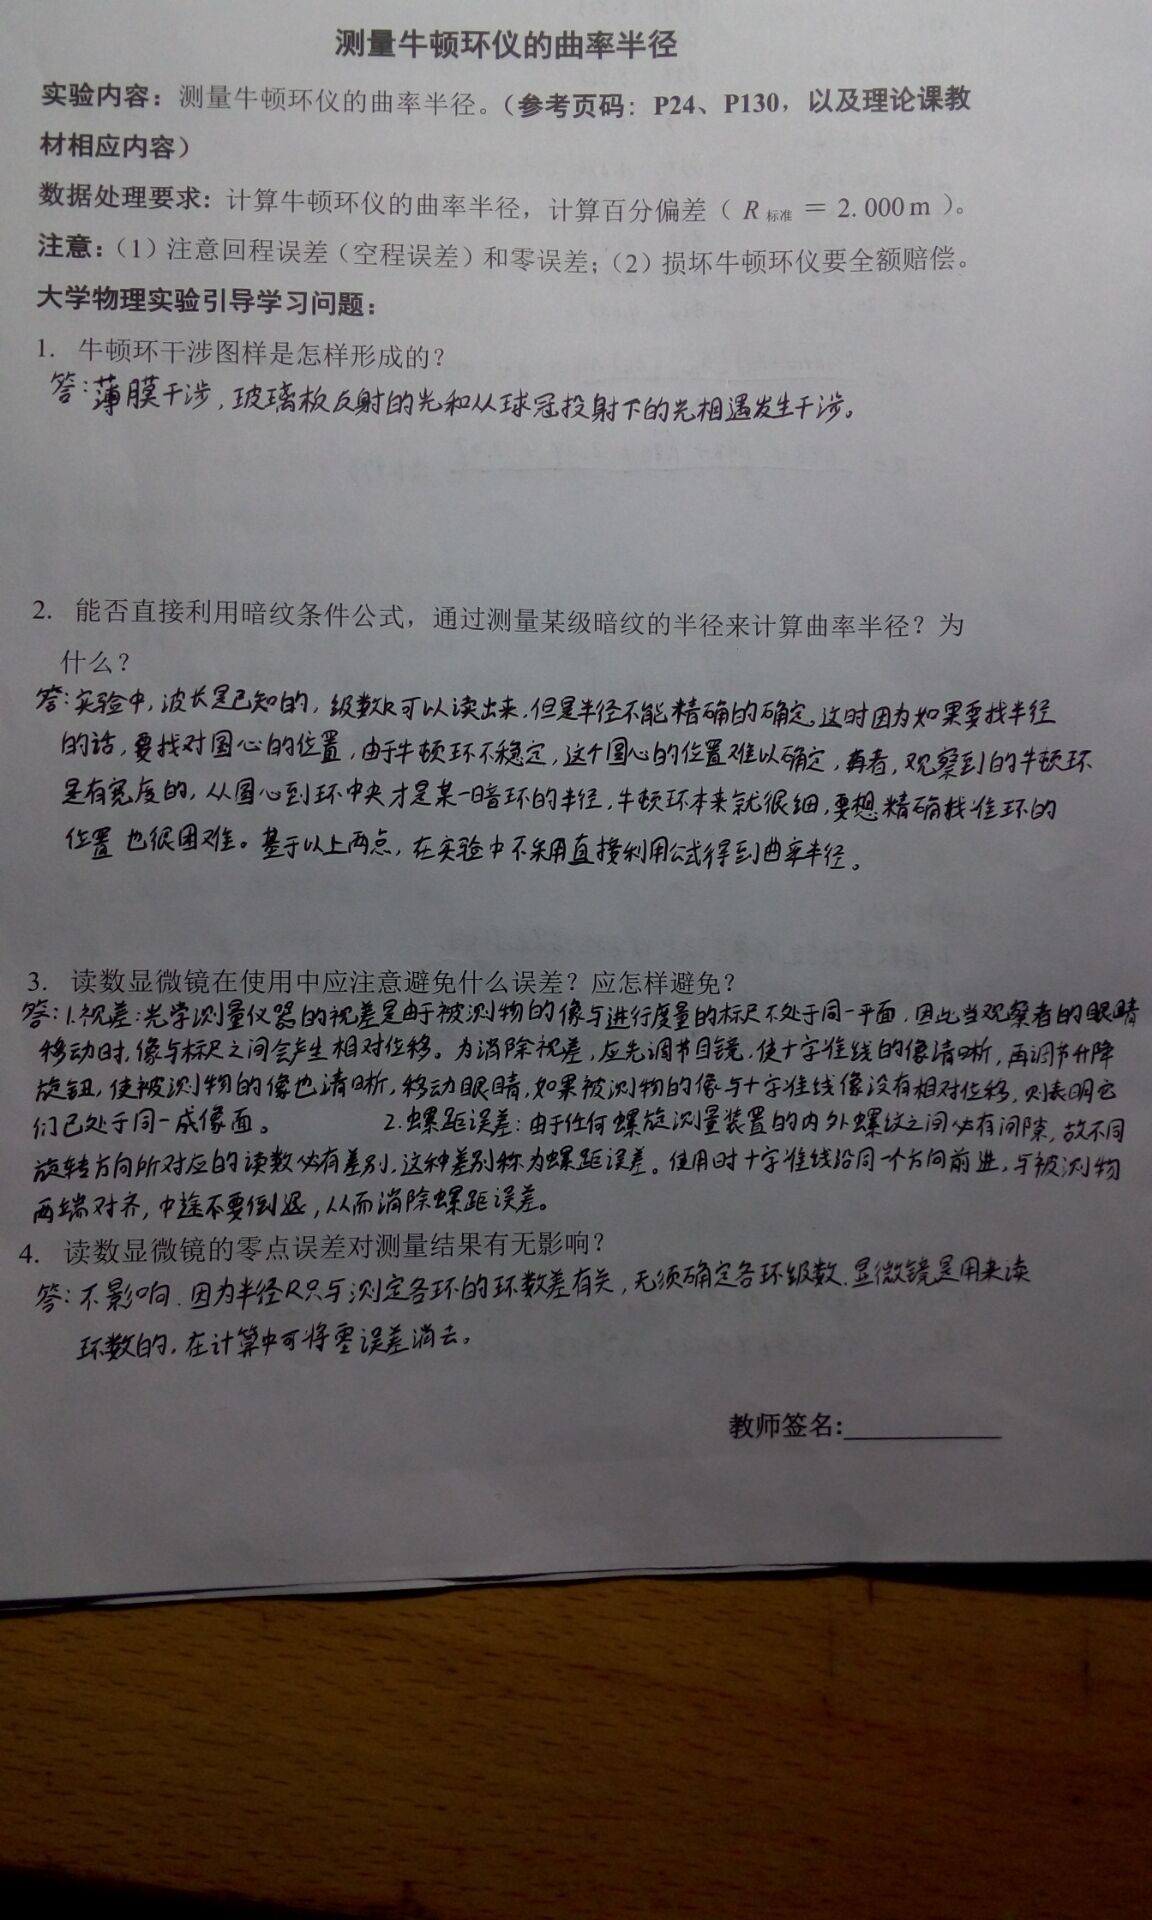 测量牛顿环仪的曲率半径
实验内容：测量牛顿环仪的曲率半径。（参考页码：P24、P130，以及理论课教
材相应内容）
数据处理要求：计算牛顿环仪的曲率半径，计算百分偏差（ R 标准 = 2.000m ）。
注意：（1）注意回程误差（空程误差）和零误差；（2）损坏牛顿环仪要全额赔偿。
大学物理实验引导学习问题：
1. 牛顿环干涉图样是怎样形成的？
答：薄膜干涉，玻璃板反射的光和从球冠投射下的光相遇发生干涉。
2. 能否直接利用暗纹条件公式，通过测量某级暗纹的半径来计算曲率半径？为
什么？
答：实验中，波长是已知的，级数k可以读出来，但是半径不能精确的确定，这时因为如果要找半径
的话，要找对圆心的位置，由于牛顿环不稳定，这个圆心的位置难以确定，再者，观察到的牛顿环
是有宽度的，从圆心到环中央才是某一暗环的半径，牛顿环本来就很细，要想精确找准环的
位置也很困难。基于以上两点，在实验中不采用直接利用公式得到曲率半径。
3. 读数显微镜在使用中应注意避免什么误差？应怎样避免？
答：1.视差：光学测量仪器的视差是由于被测物的像与进行度量的标尺不处于同一平面，因此当观察者的眼睛
移动时，像与标尺之间会产生相对位移。为消除视差，应先调节目镜，使十字准线的像清晰，再调节升降
旋钮，使被测物的像也清晰，移动眼睛，如果被测物的像与十字准线像没有相对位移，则表明它
们已处于同一成像面。 2.螺距误差：由于任何螺旋测量装置的内外螺纹之间必有间隙，故不同
旋转方向所对应的读数必有差别，这种差别称为螺距误差。使用时十字准线沿同一个方向前进，与被测物
两端对齐，中途不要倒退，从而消除螺距误差。
4. 读数显微镜的零点误差对测量结果有无影响？
答：不影响，因为半径R只与测定各环的环数差有关，无须确定各环级数，显微镜是用来读
环数的，在计算中可将零误差消去。
教师签名: